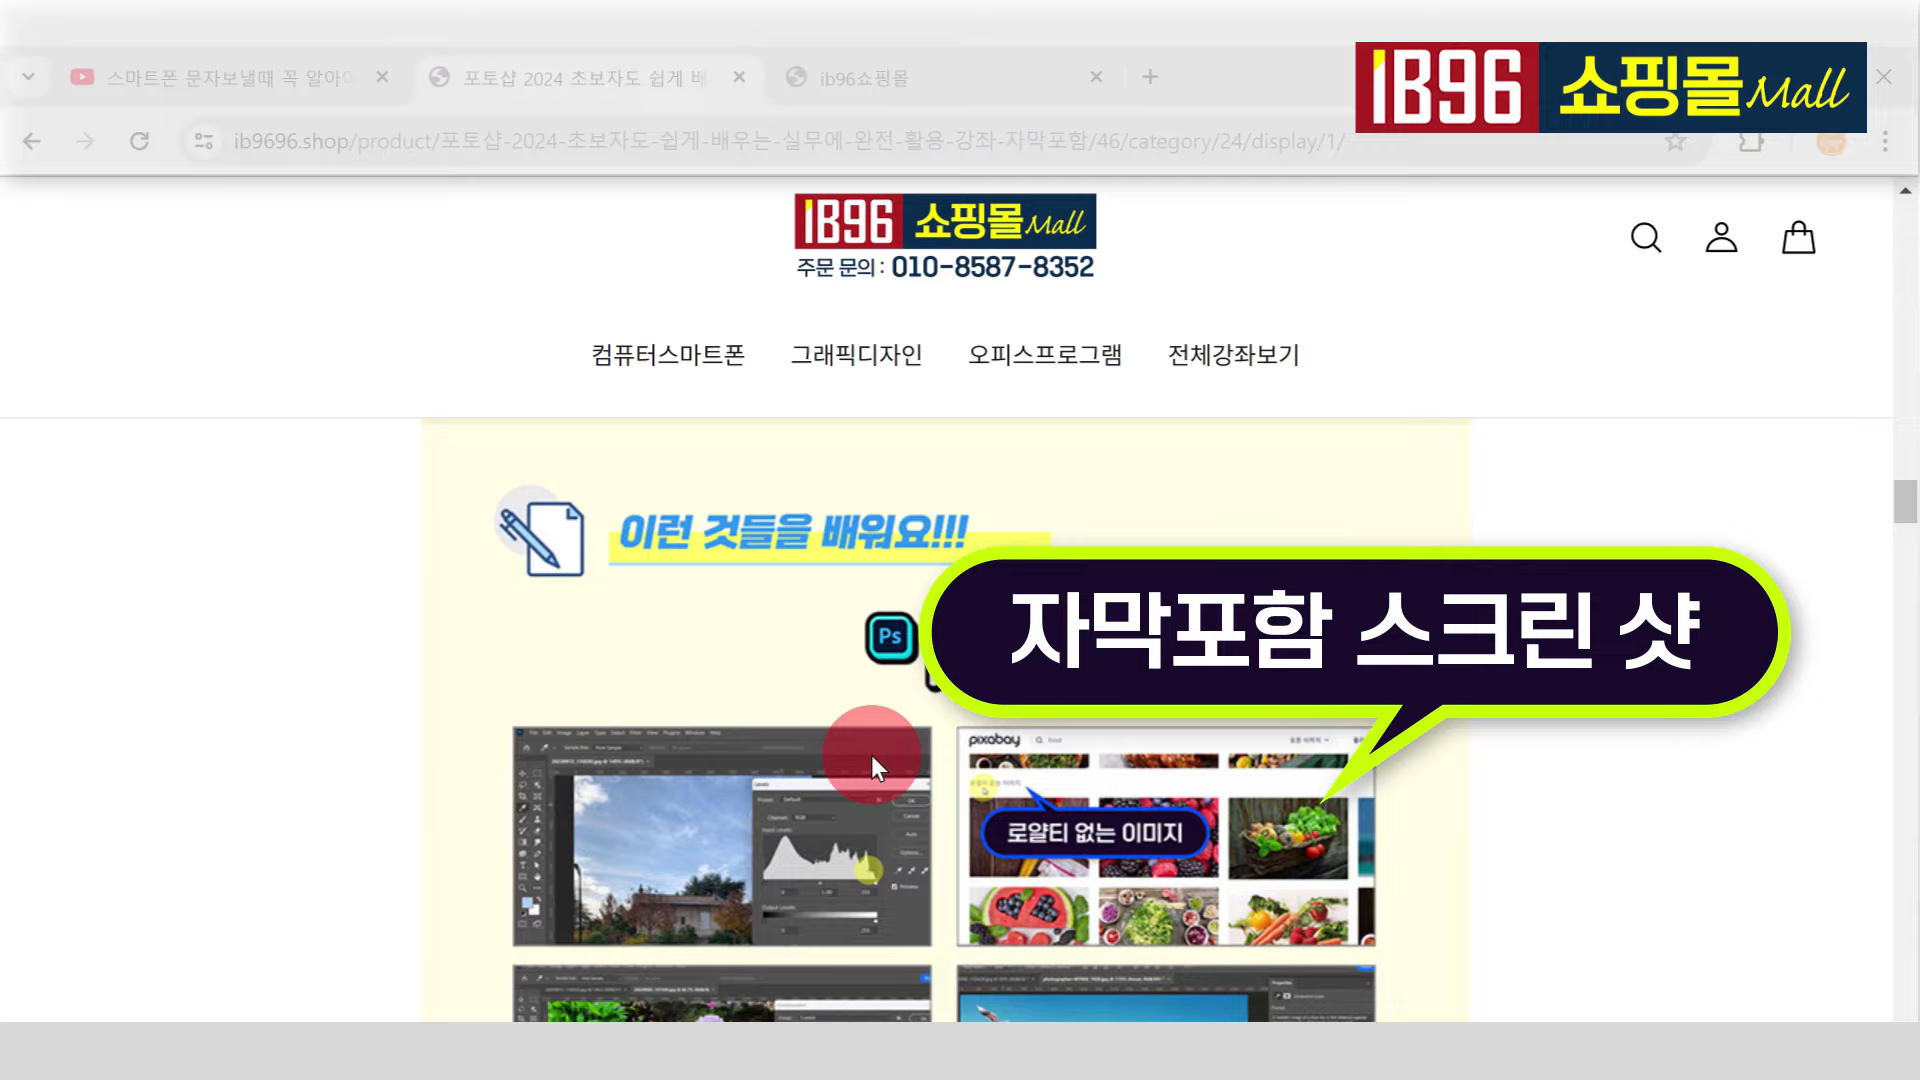 스마트폰 문자보낼때 꼭 알아야
포토샵 2024 초보자도 쉽게 배
ib96쇼핑몰
IB96 쇼핑몰 Mall
ib9696.shop/product/포토샵-2024-초보자도-쉽게-배우는-실무에-완전-활용-강좌-자막포함/46/category/24/display/1/
IB96 쇼핑몰 Mall
주문 문의 : 010-8587-8352
컴퓨터스마트폰 그래픽디자인 오피스프로그램 전체강좌보기
이런 것들을 배워요!!!
자막포함 스크린 샷
Ps
pixabay
food
로얄티 없는 이미지